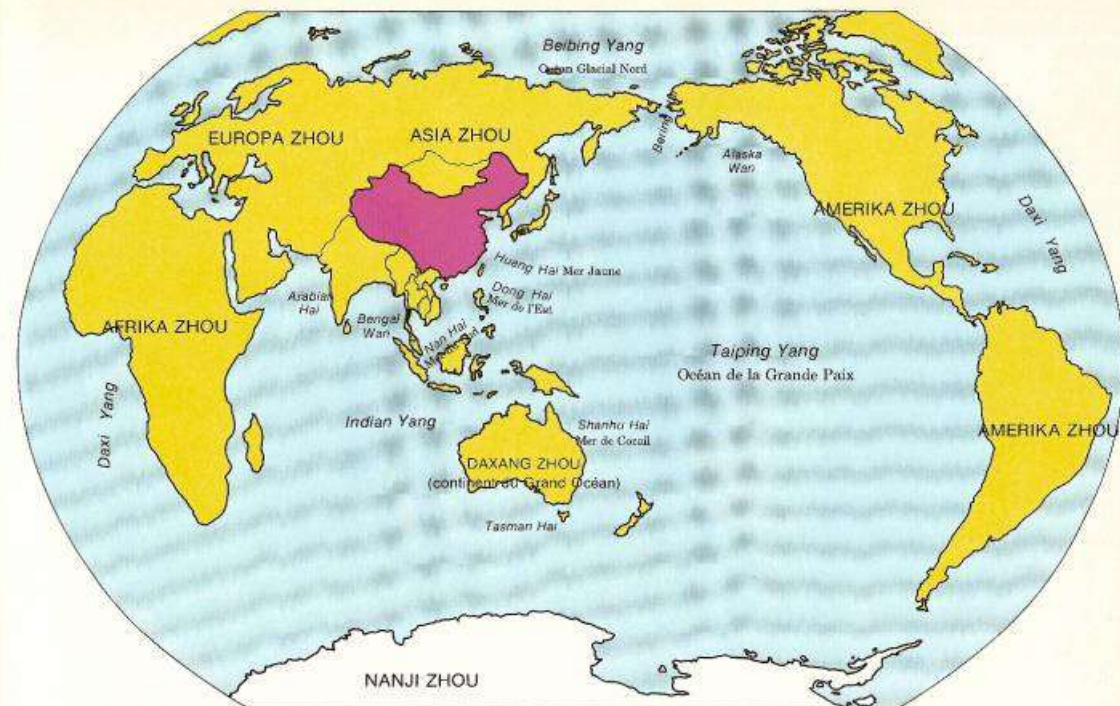 Beibing Yang
Océan Glacial Nord
EUROPA ZHOU
ASIA ZHOU
Bering
Alaska
Wan
AMERIKA ZHOU
Daxi Yang
Huang Hai Mer Jaune
Dong Hai
Mer de l'Est
Arabian
Hai
Bengal
Wan
Nan Hai
AFRIKA ZHOU
Taiping Yang
Océan de la Grande Paix
Daxi Yang
Indian Yang
Shanhu Hai
Mer de Corail
AMERIKA ZHOU
DAXANG ZHOU
(continent du Grand Océan)
Tasman Hai
NANJI ZHOU